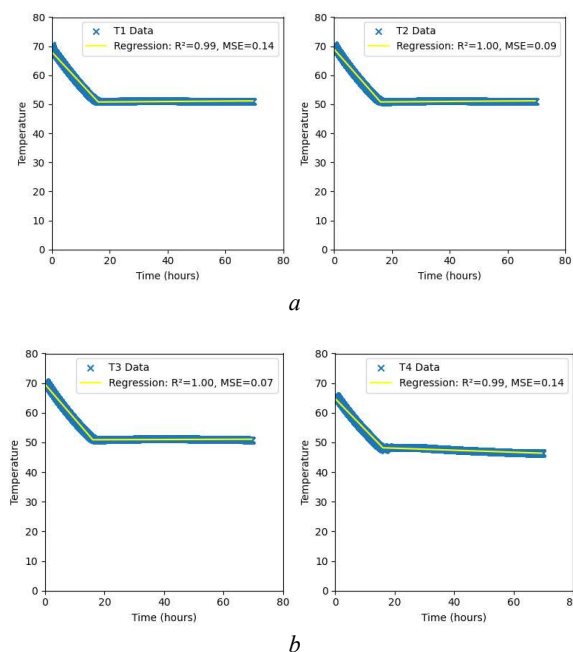 80
70
60
50
40
30
20
10
0
Temperature
T1 Data
Regression: R²=0.99, MSE=0.14
0 20 40 60 80
Time (hours)
80
70
60
50
40
30
20
10
0
Temperature
T2 Data
Regression: R²=1.00, MSE=0.09
0 20 40 60 80
Time (hours)
a
80
70
60
50
40
30
20
10
0
Temperature
T3 Data
Regression: R²=1.00, MSE=0.07
0 20 40 60 80
Time (hours)
80
70
60
50
40
30
20
10
0
Temperature
T4 Data
Regression: R²=0.99, MSE=0.14
0 20 40 60 80
Time (hours)
b